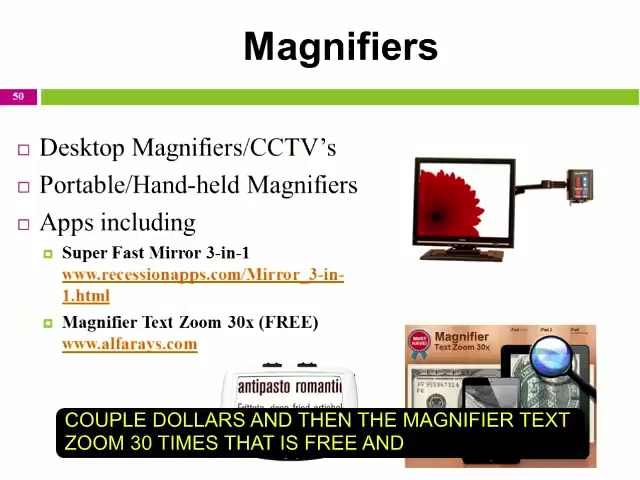 Magnifiers
50
Desktop Magnifiers/CCTV's
Portable/Hand-held Magnifiers
Apps including
Super Fast Mirror 3-in-1
www.recessionapps.com/Mirror_3-in-
1.html
Magnifier Text Zoom 30x (FREE)
www.alfarays.com
antipasto romantic
MUST
HAVE!
Magnifier
Text Zoom 30x
COUPLE DOLLARS AND THEN THE MAGNIFIER TEXT
ZOOM 30 TIMES THAT IS FREE AND